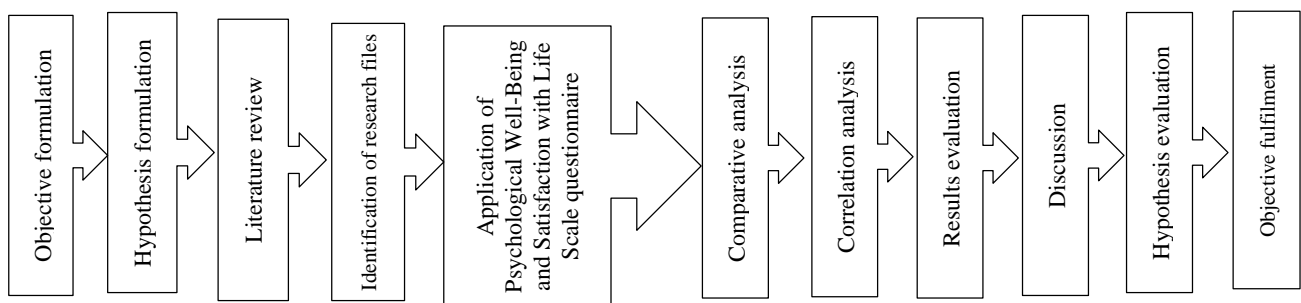 Objective formulation
Hypothesis formulation
Literature review
Identification of research files
Application of
Psychological Well-Being
and Satisfaction with Life
Scale questionnaire
Comparative analysis
Correlation analysis
Results evaluation
Discussion
Hypothesis evaluation
Objective fulfilment